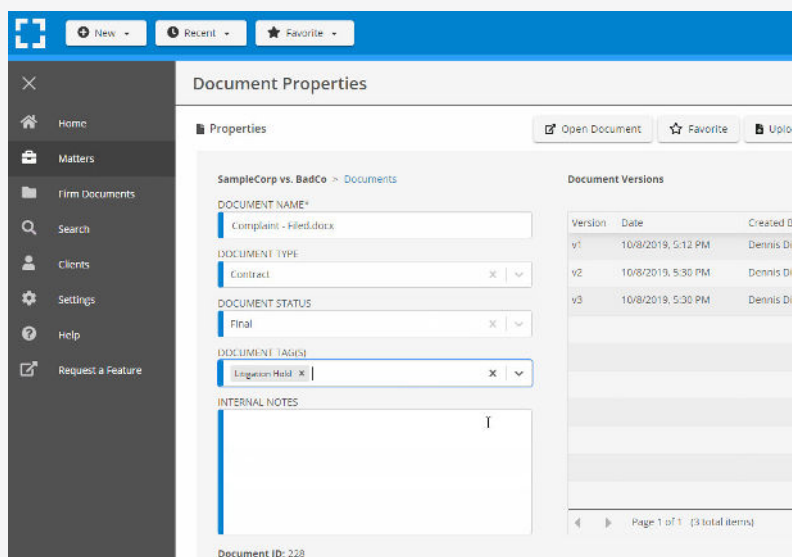 New
Recent
Favorite
Document Properties
Home
Matters
Firm Documents
Search
Clients
Settings
Help
Request a Feature
Properties
Open Document
Favorite
SampleCorp vs. BadCo > Documents
DOCUMENT NAME*
Complaint - Filed.docx
DOCUMENT TYPE
Contract
DOCUMENT STATUS
Final
DOCUMENT TAG(S)
Litigation Hold
INTERNAL NOTES
Document ID: 228
Document Versions
Version Date Created B
v1 10/8/2019, 5:12 PM Dennis Di
v2 10/8/2019, 5:30 PM Dennis Di
v3 10/8/2019, 5:30 PM Dennis Di
Page 1 of 1 (3 total items)